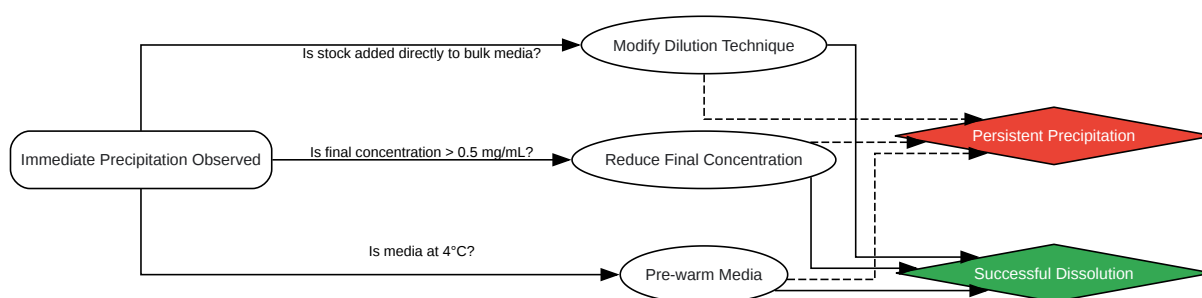 Is stock added directly to bulk media?
Modify Dilution Technique
Persistent Precipitation
Immediate Precipitation Observed
Is final concentration > 0.5 mg/mL?
Reduce Final Concentration
Is media at 4°C?
Pre-warm Media
Successful Dissolution